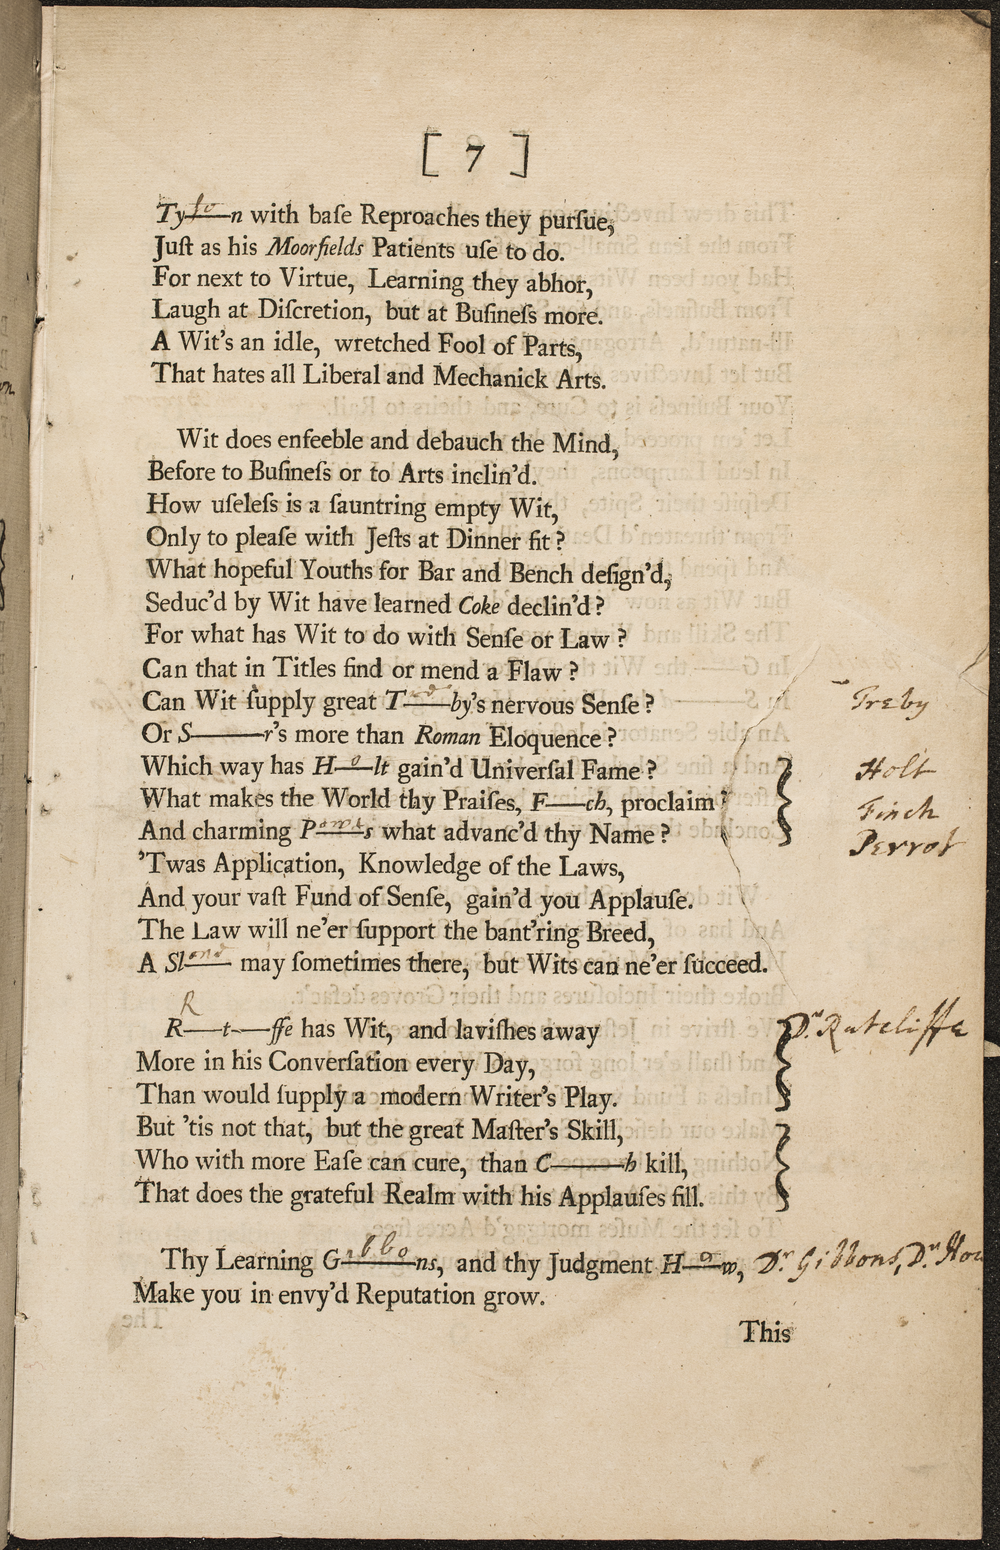 [ 7 ]
Ty—so—n with baſe Reproaches they purſue,
Juſt as his Moorfields Patients uſe to do.
For next to Virtue, Learning they abhor,
Laugh at Diſcretion, but at Buſineſs more.
A Wit's an idle, wretched Fool of Parts,
That hates all Liberal and Mechanick Arts.
Wit does enfeeble and debauch the Mind,
Before to Buſineſs or to Arts inclin'd.
How uſeleſs is a ſauntring empty Wit,
Only to pleaſe with Jeſts at Dinner fit?
What hopeful Youths for Bar and Bench deſign'd,
Seduc'd by Wit have learned Coke declin'd?
For what has Wit to do with Senſe or Law?
Can that in Titles find or mend a Flaw?
Can Wit ſupply great T——by's nervous Senſe? Treby
Or S———r's more than Roman Eloquence?
Which way has H—o—lt gain'd Univerſal Fame? Holt
What makes the World thy Praiſes, F——ch, proclaim? Finch
And charming P——s what advanc'd thy Name? Perrot
'Twas Application, Knowledge of the Laws,
And your vaſt Fund of Senſe, gain'd you Applauſe.
The Law will ne'er ſupport the bant'ring Breed,
A Sl—— may ſometimes there, but Wits can ne'er ſucceed.
R
R——t——ffe has Wit, and laviſhes away Dr. Ratcliffe
More in his Converſation every Day,
Than would ſupply a modern Writer's Play.
But 'tis not that, but the great Maſter's Skill,
Who with more Eaſe can cure, than C———h kill,
That does the grateful Realm with his Applauſes fill.
Thy Learning G—ibbo—ns, and thy Judgment H—o—w, Dr. Gibbons, Dr. How
Make you in envy'd Reputation grow.
This